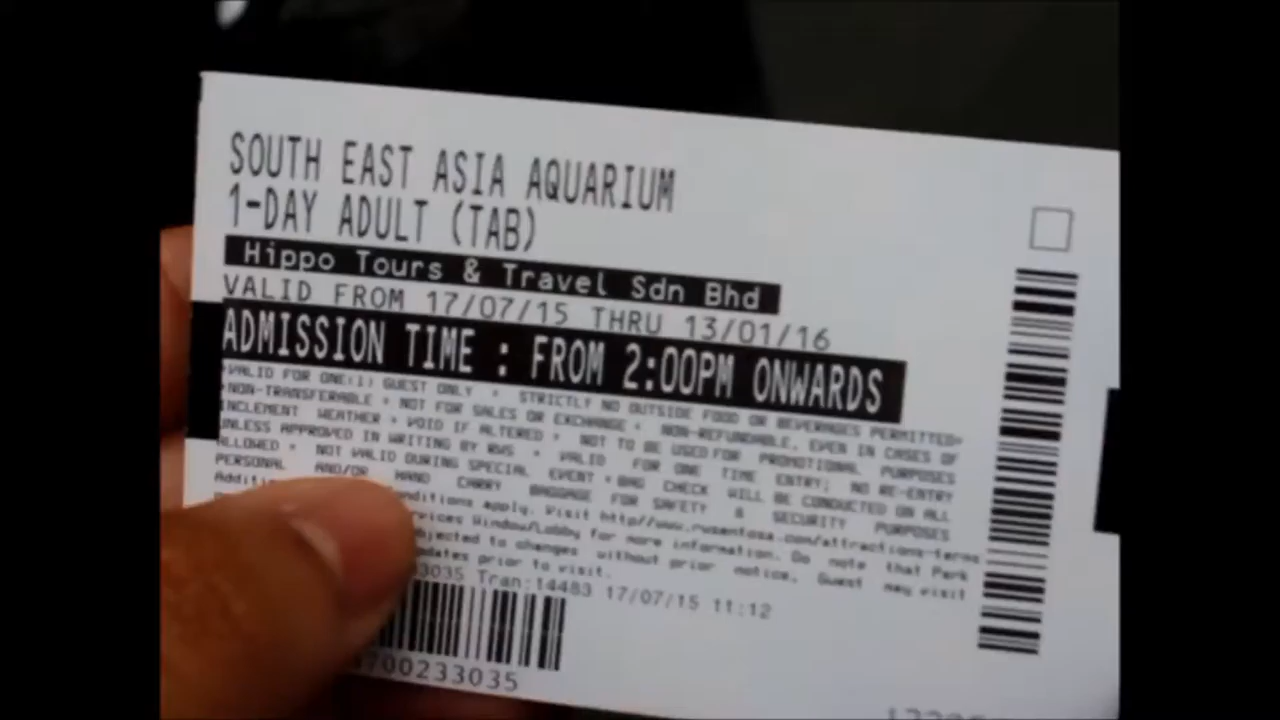 SOUTH EAST ASIA AQUARIUM
1-DAY ADULT (TAB)
Hippo Tours & Travel Sdn Bhd
VALID FROM 17/07/15 THRU 13/01/16
ADMISSION TIME : FROM 2:00PM ONWARDS
*VALID FOR ONE(1) GUEST ONLY * STRICTLY NO OUTSIDE FOOD OR BEVERAGES PERMITTED*
*NON-TRANSFERABLE * NOT FOR SALES OR EXCHANGE * NON-REFUNDABLE, EVEN IN CASES OF
INCLEMENT WEATHER * VOID IF ALTERED * NOT TO BE USED FOR PROMOTIONAL PURPOSES
UNLESS APPROVED IN WRITING BY RWS * VALID FOR ONE TIME ENTRY; NO RE-ENTRY
ALLOWED * NOT VALID DURING SPECIAL EVENT * BAG CHECK WILL BE CONDUCTED ON ALL
PERSONAL AND/OR HAND CARRY BAGGAGE FOR SAFETY & SECURITY PURPOSES
Additi onditions apply. Visit http//www.rwsentosa.com/attractions-terms
rvices Window/Lobby for more information. Do note that Park
bjected to changes without prior notice, Guest may visit
pdates prior to visit.
3035 Tran:14483 17/07/15 11:12
700233035